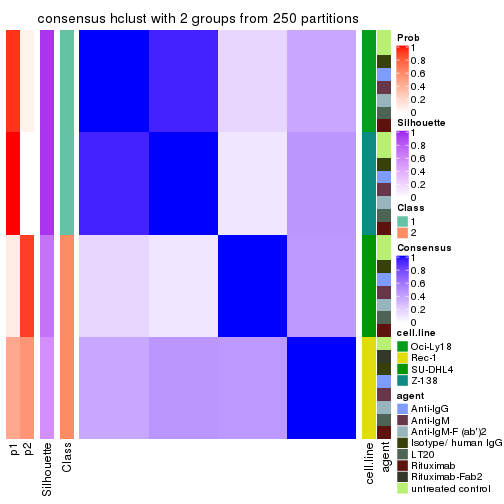 consensus hclust with 2 groups from 250 partitions
Prob
1
0.8
0.6
0.4
0.2
0
Silhouette
1
0.8
0.6
0.4
0.2
0
Class
1
2
Consensus
1
0.8
0.6
0.4
0.2
0
cell.line
Oci-Ly18
Rec-1
SU-DHL4
Z-138
agent
Anti-IgG
Anti-IgM
Anti-IgM-F (ab')2
Isotype/ human IgG
LT20
Rituximab
Rituximab-Fab2
untreated control
p1
p2
Silhouette
Class
cell.line
agent